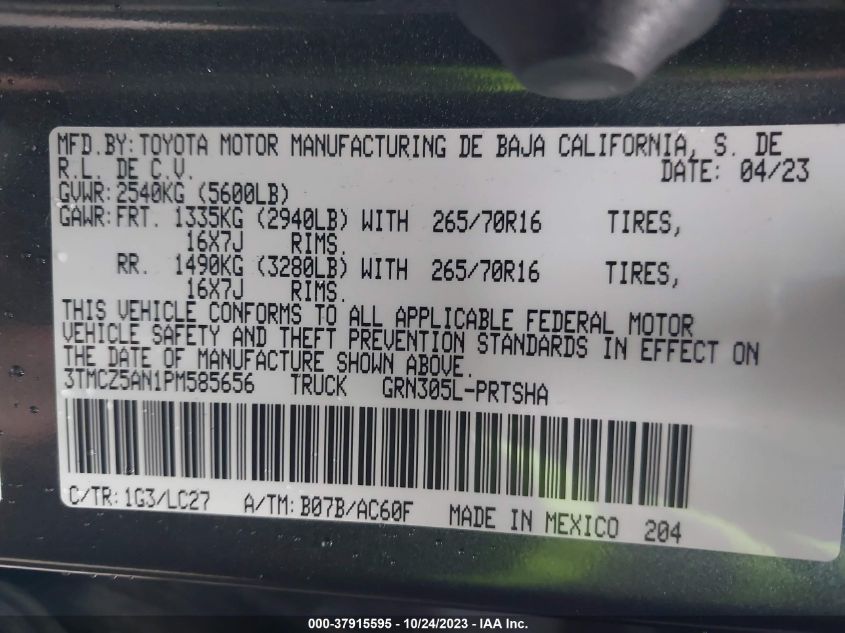 MFD.BY: TOYOTA MOTOR MANUFACTURING DE BAJA CALIFORNIA, S. DE
R.L. DE C.V. DATE: 04/23
GVWR: 2540KG (5600LB)
GAWR: FRT. 1335KG (2940LB) WITH 265/70R16 TIRES,
16X7J RIMS.
RR. 1490KG (3280LB) WITH 265/70R16 TIRES,
16X7J RIMS.
THIS VEHICLE CONFORMS TO ALL APPLICABLE FEDERAL MOTOR
VEHICLE SAFETY AND THEFT PREVENTION STANDARDS IN EFFECT ON
THE DATE OF MANUFACTURE SHOWN ABOVE.
3TMCZ5AN1PM585656 TRUCK GRN305L-PRTSHA
C/TR: 1G3/LC27 A/TM: B07B/AC60F MADE IN MEXICO 204
000-37915595 - 10/24/2023 - IAA Inc.